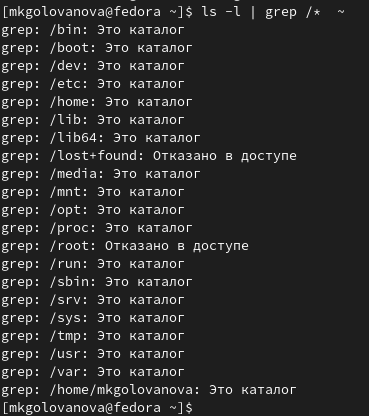 [mkgolovanova@fedora ~]$ ls -l | grep /*  ~
grep: /bin: Это каталог
grep: /boot: Это каталог
grep: /dev: Это каталог
grep: /etc: Это каталог
grep: /home: Это каталог
grep: /lib: Это каталог
grep: /lib64: Это каталог
grep: /lost+found: Отказано в доступе
grep: /media: Это каталог
grep: /mnt: Это каталог
grep: /opt: Это каталог
grep: /proc: Это каталог
grep: /root: Отказано в доступе
grep: /run: Это каталог
grep: /sbin: Это каталог
grep: /srv: Это каталог
grep: /sys: Это каталог
grep: /tmp: Это каталог
grep: /usr: Это каталог
grep: /var: Это каталог
grep: /home/mkgolovanova: Это каталог
[mkgolovanova@fedora ~]$